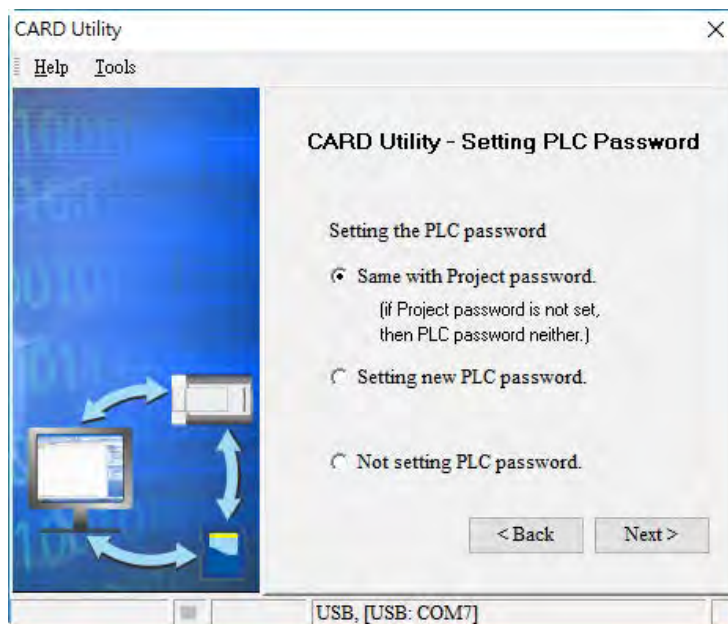 CARD Utility
Help Tools
CARD Utility - Setting PLC Password
Setting the PLC password
Same with Project password.
(if Project password is not set,
then PLC password neither.)
Setting new PLC password.
Not setting PLC password.
< Back Next >
USB, [USB: COM7]